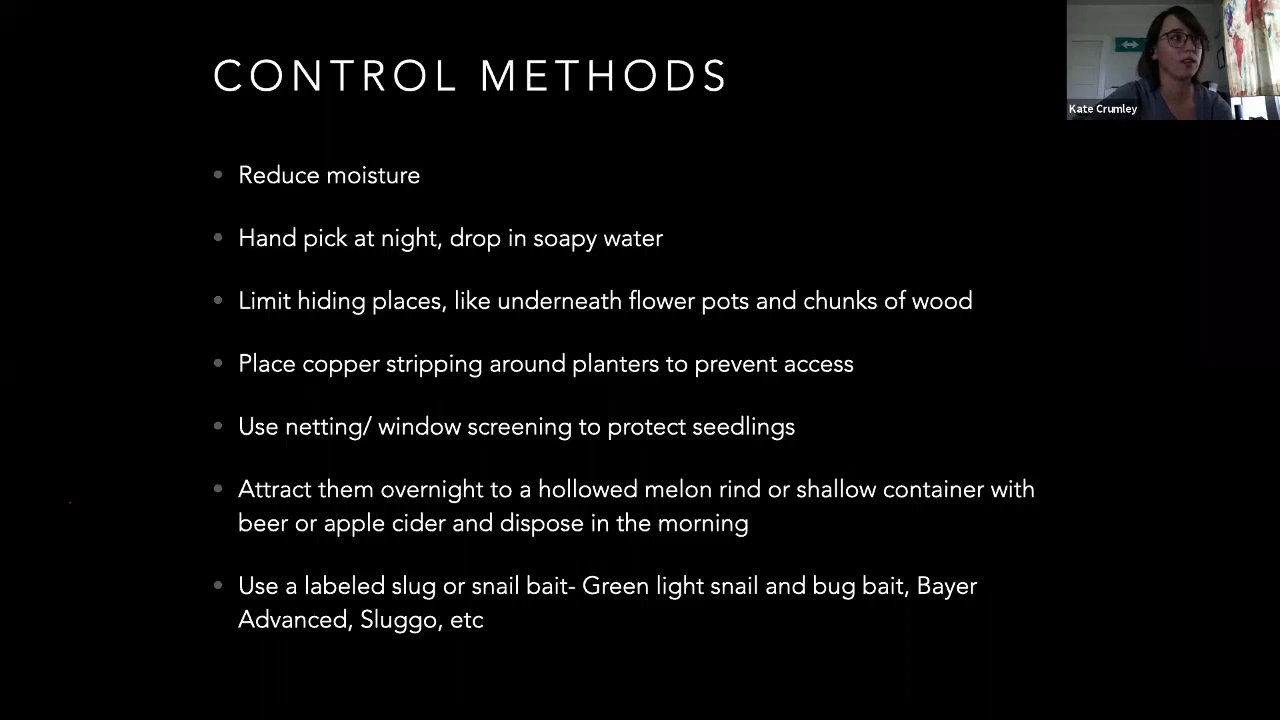 CONTROL METHODS
Kate Crumley
Reduce moisture
Hand pick at night, drop in soapy water
Limit hiding places, like underneath flower pots and chunks of wood
Place copper stripping around planters to prevent access
Use netting/ window screening to protect seedlings
Attract them overnight to a hollowed melon rind or shallow container with
beer or apple cider and dispose in the morning
Use a labeled slug or snail bait- Green light snail and bug bait, Bayer
Advanced, Sluggo, etc